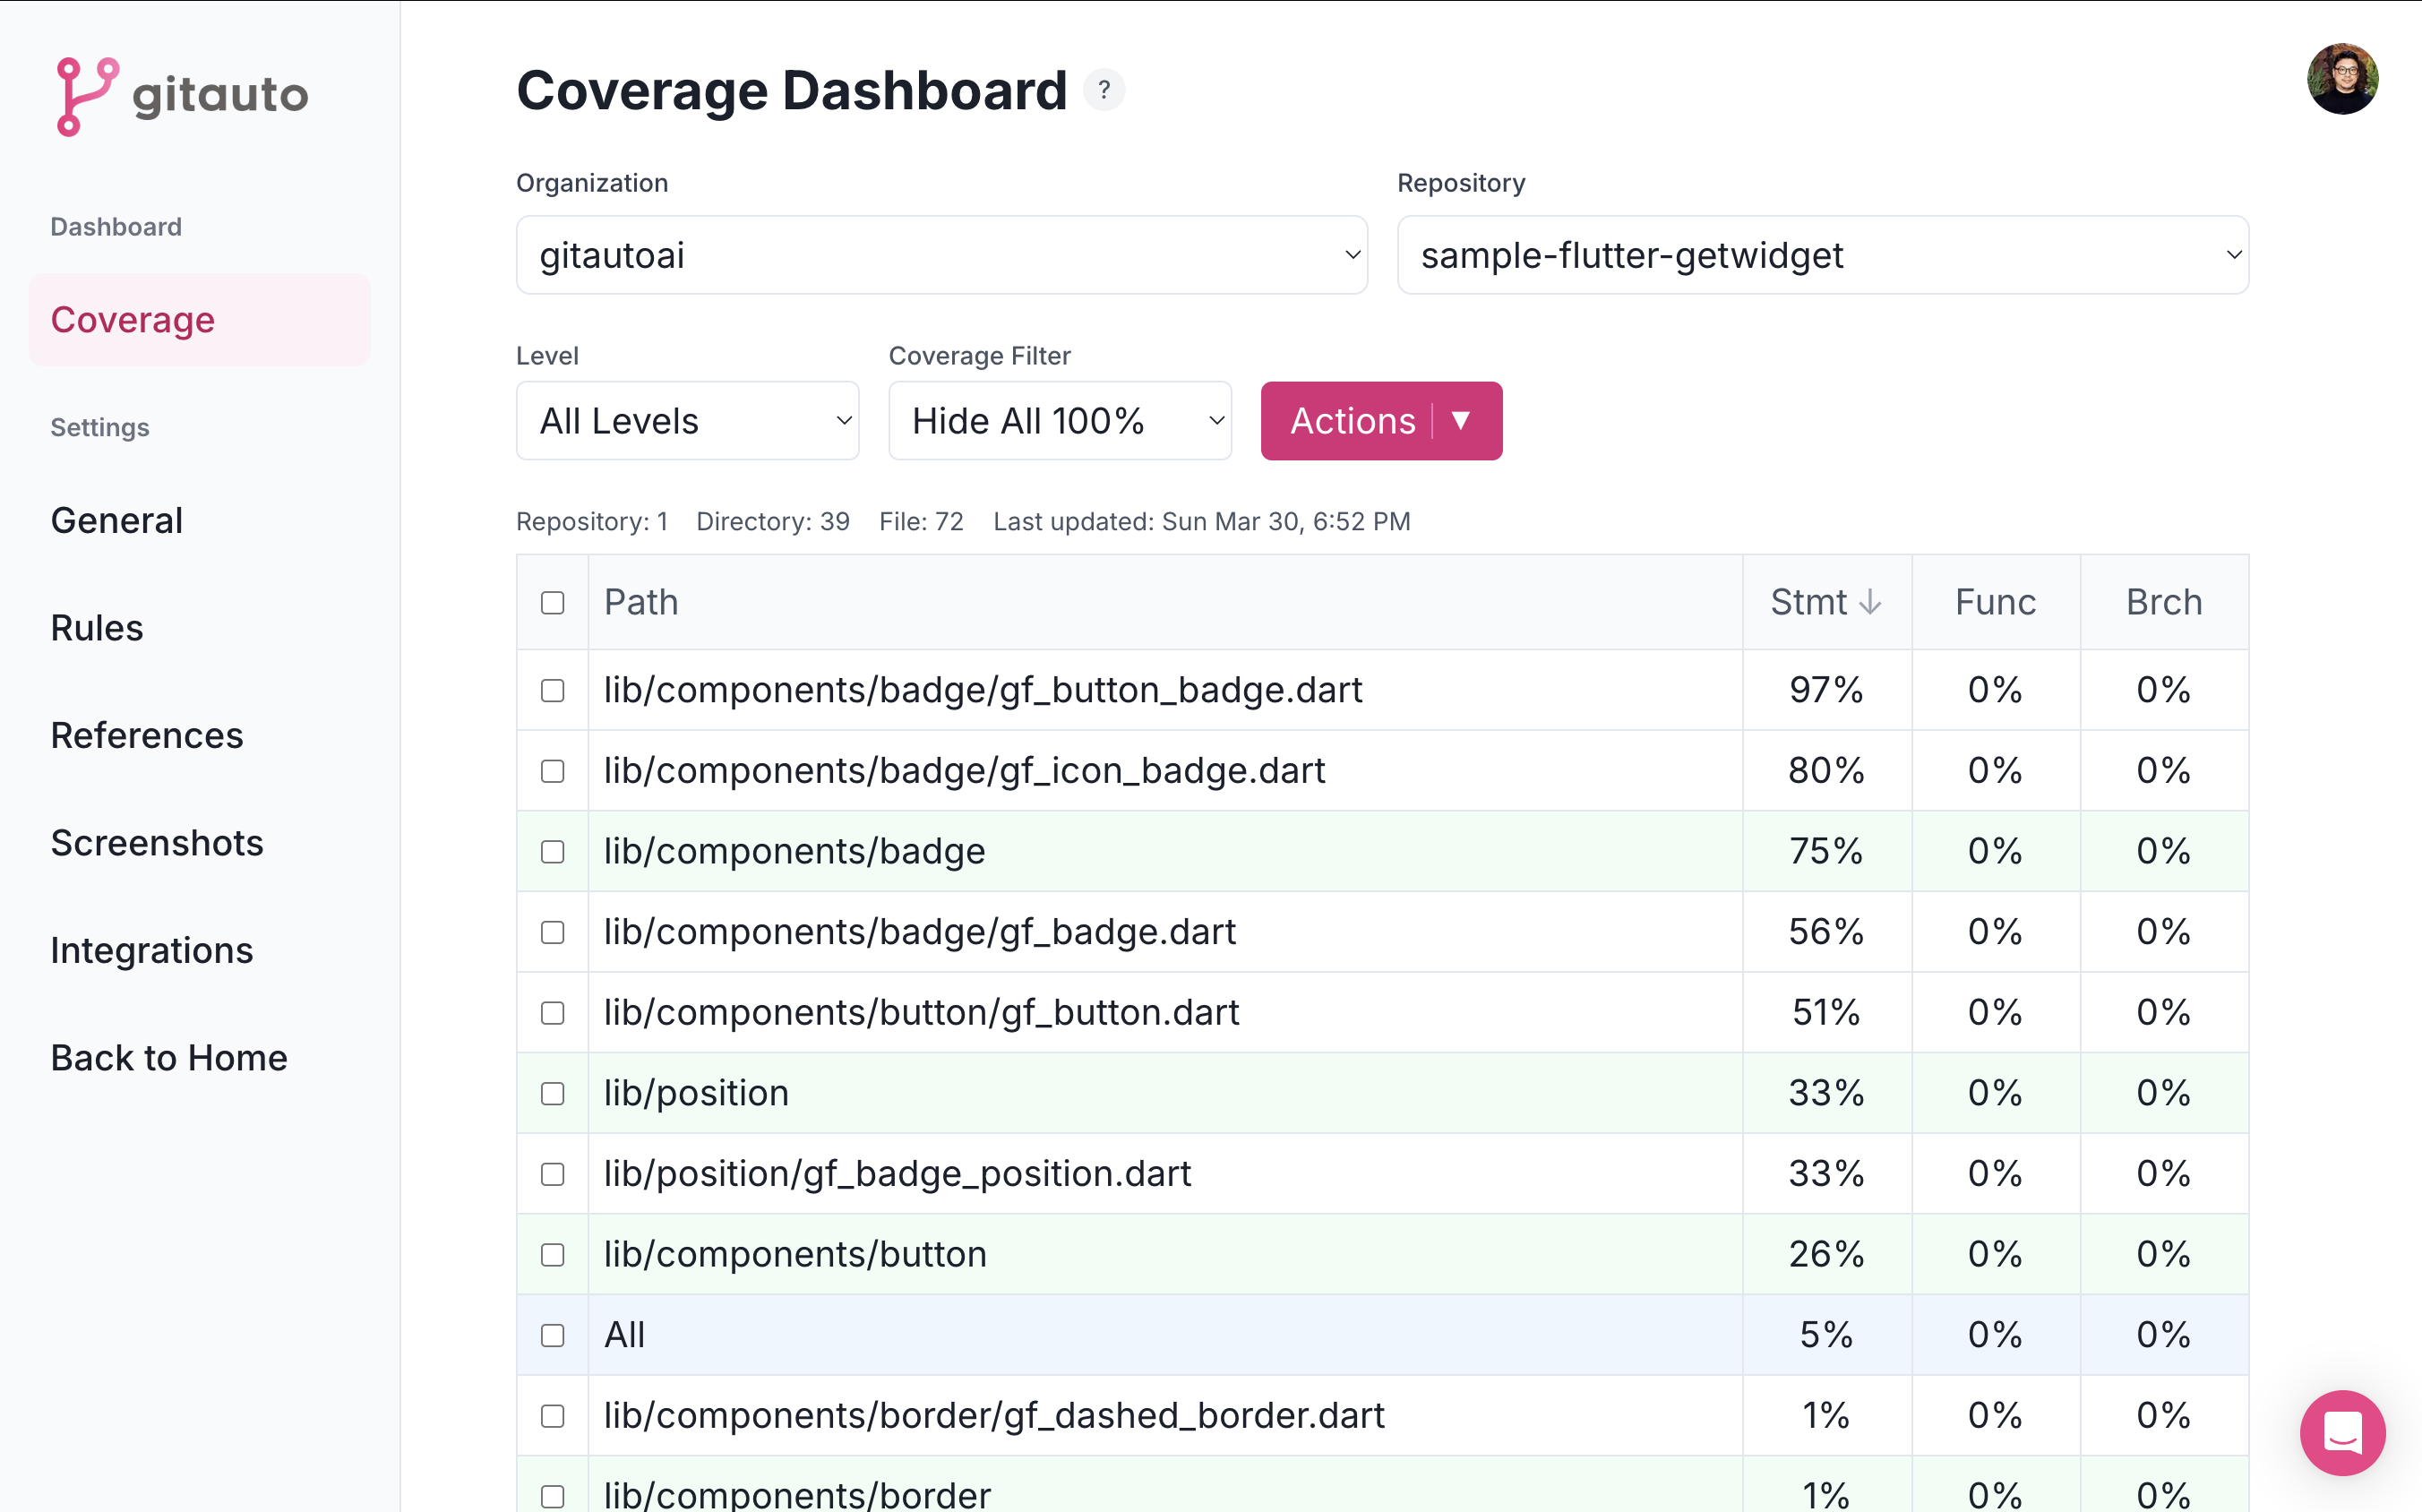 gitauto
Dashboard
Coverage
Settings
General
Rules
References
Screenshots
Integrations
Back to Home
Coverage Dashboard ?
Organization Repository
gitautoai sample-flutter-getwidget
Level Coverage Filter
All Levels Hide All 100% Actions ▼
Repository: 1 Directory: 39 File: 72 Last updated: Sun Mar 30, 6:52 PM
Path Stmt ↓ Func Brch
lib/components/badge/gf_button_badge.dart 97% 0% 0%
lib/components/badge/gf_icon_badge.dart 80% 0% 0%
lib/components/badge 75% 0% 0%
lib/components/badge/gf_badge.dart 56% 0% 0%
lib/components/button/gf_button.dart 51% 0% 0%
lib/position 33% 0% 0%
lib/position/gf_badge_position.dart 33% 0% 0%
lib/components/button 26% 0% 0%
All 5% 0% 0%
lib/components/border/gf_dashed_border.dart 1% 0% 0%
lib/components/border 1% 0% 0%